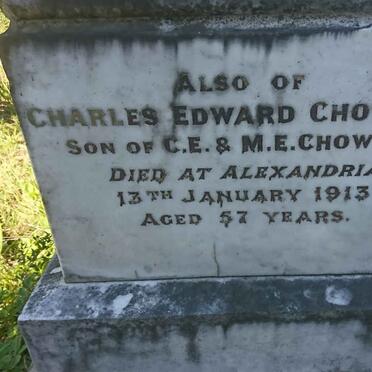 ALSO OF
CHARLES EDWARD CHO
SON OF C.E. & M.E. CHOW
DIED AT ALEXANDRIA
13TH JANUARY 1913
AGED 57 YEARS.